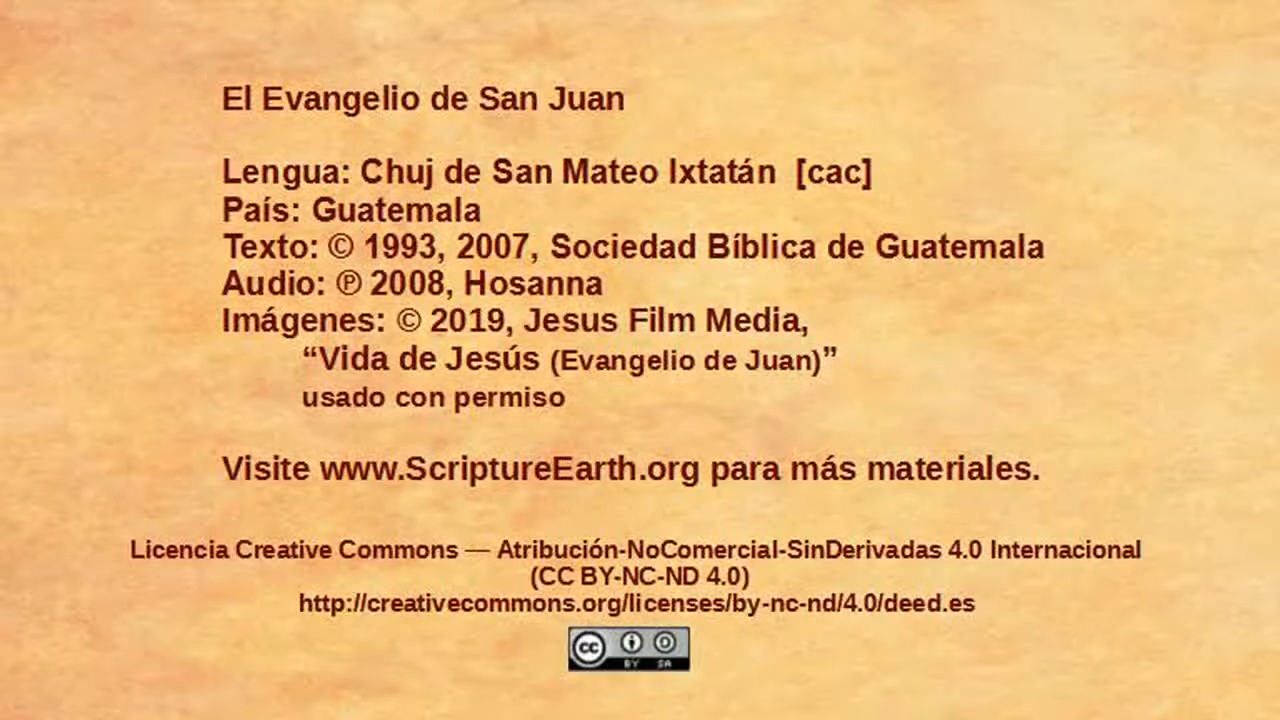 El Evangelio de San Juan
Lengua: Chuj de San Mateo Ixtatán [cac]
País: Guatemala
Texto: © 1993, 2007, Sociedad Bíblica de Guatemala
Audio: ℗ 2008, Hosanna
Imágenes: © 2019, Jesus Film Media,
“Vida de Jesús (Evangelio de Juan)”
usado con permiso
Visite www.ScriptureEarth.org para más materiales.
Licencia Creative Commons — Atribución-NoComercial-SinDerivadas 4.0 Internacional
(CC BY-NC-ND 4.0)
http://creativecommons.org/licenses/by-nc-nd/4.0/deed.es
cc BY SA